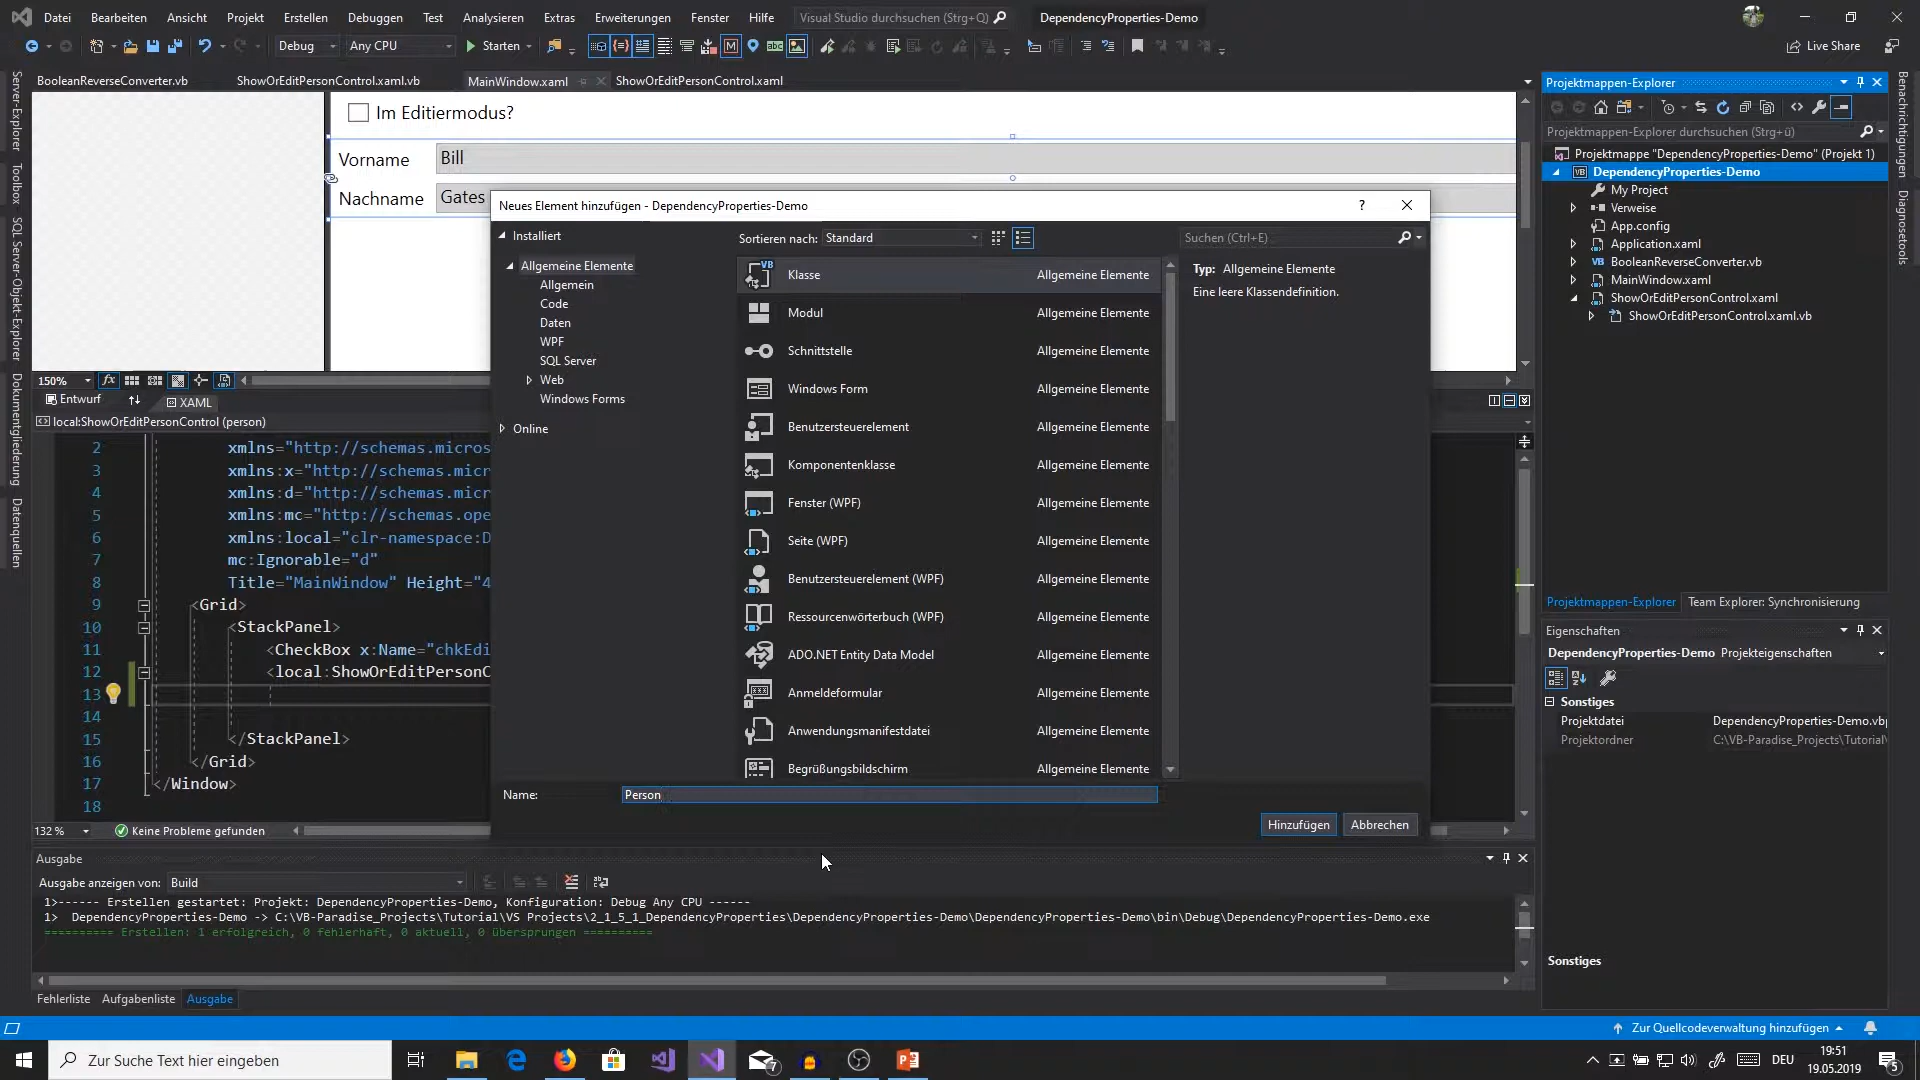 Datei Bearbeiten Ansicht Projekt Erstellen Debuggen Test Analysieren Extras Erweiterungen Fenster Hilfe Visual Studio durchsuchen (Strg+Q) DependencyProperties-Demo
Debug Any CPU Starten Live Share
BooleanReverseConverter.vb ShowOrEditPersonControl.xaml.vb MainWindow.xaml ShowOrEditPersonControl.xaml
Im Editiermodus?
Vorname Bill
Nachname Gates
Neues Element hinzufügen - DependencyProperties-Demo
Installiert
Allgemeine Elemente
Allgemein
Code
Daten
WPF
SQL Server
Web
Windows Forms
Online
Sortieren nach: Standard
Suchen (Ctrl+E)
Klasse Allgemeine Elemente
Modul Allgemeine Elemente
Schnittstelle Allgemeine Elemente
Windows Form Allgemeine Elemente
Benutzersteuerelement Allgemeine Elemente
Komponentenklasse Allgemeine Elemente
Fenster (WPF) Allgemeine Elemente
Seite (WPF) Allgemeine Elemente
Benutzersteuerelement (WPF) Allgemeine Elemente
Ressourcenwörterbuch (WPF) Allgemeine Elemente
ADO.NET Entity Data Model Allgemeine Elemente
Anmeldeformular Allgemeine Elemente
Anwendungsmanifestdatei Allgemeine Elemente
Begrüßungsbildschirm Allgemeine Elemente
Typ: Allgemeine Elemente
Eine leere Klassendefinition.
Name: Person
Hinzufügen Abbrechen
150%
Entwurf XAML
local:ShowOrEditPersonControl (person)
2 xmlns="http://schemas.micros
3 xmlns:x="http://schemas.micr
4 xmlns:d="http://schemas.micr
5 xmlns:mc="http://schemas.ope
6 xmlns:local="clr-namespace:D
7 mc:Ignorable="d"
8 Title="MainWindow" Height="4
9 <Grid>
10 <StackPanel>
11 <CheckBox x:Name="chkEdi
12 <local:ShowOrEditPersonC
13
14
15 </StackPanel>
16 </Grid>
17 </Window>
18
132 % Keine Probleme gefunden
Ausgabe
Ausgabe anzeigen von: Build
1>------ Erstellen gestartet: Projekt: DependencyProperties-Demo, Konfiguration: Debug Any CPU ------
1> DependencyProperties-Demo -> C:\VB-Paradise_Projects\Tutorial\VS Projects\2_1_5_1_DependencyProperties\DependencyProperties-Demo\DependencyProperties-Demo\bin\Debug\DependencyProperties-Demo.exe
========== Erstellen: 1 erfolgreich, 0 fehlerhaft, 0 aktuell, 0 übersprungen ==========
Fehlerliste Aufgabenliste Ausgabe
Server-Explorer
Toolbox
SQL Server-Objekt-Explorer
Dokumentgliederung
Datenquellen
Projektmappen-Explorer
Projektmappen-Explorer durchsuchen (Strg+ü)
Projektmappe "DependencyProperties-Demo" (Projekt 1)
DependencyProperties-Demo
My Project
Verweise
App.config
Application.xaml
BooleanReverseConverter.vb
MainWindow.xaml
ShowOrEditPersonControl.xaml
ShowOrEditPersonControl.xaml.vb
Projektmappen-Explorer Team Explorer: Synchronisierung
Eigenschaften
DependencyProperties-Demo Projekteigenschaften
Sonstiges
Projektdatei DependencyProperties-Demo.vb
Projektordner C:\VB-Paradise_Projects\Tutorial\
Sonstiges
Benachrichtigungen
Diagnosetools
Zur Quellcodeverwaltung hinzufügen
Zur Suche Text hier eingeben
7
DEU
19:51
19.05.2019
5